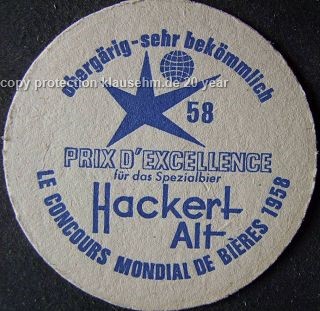 obergärig-sehr bekömmlich
copy protection klausehm.de 20 year
58
PRIX D'EXCELLENCE
für das Spezialbier
Hackert
Alt
LE CONCOURS MONDIAL DE BIÈRES 1958